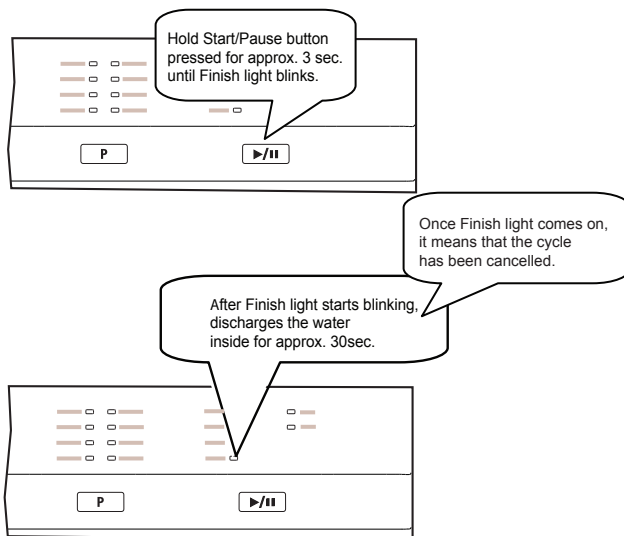 Hold Start/Pause button
pressed for approx. 3 sec.
until Finish light blinks.
P
▶/II
Once Finish light comes on,
it means that the cycle
has been cancelled.
After Finish light starts blinking,
discharges the water
inside for approx. 30sec.
P
▶/II